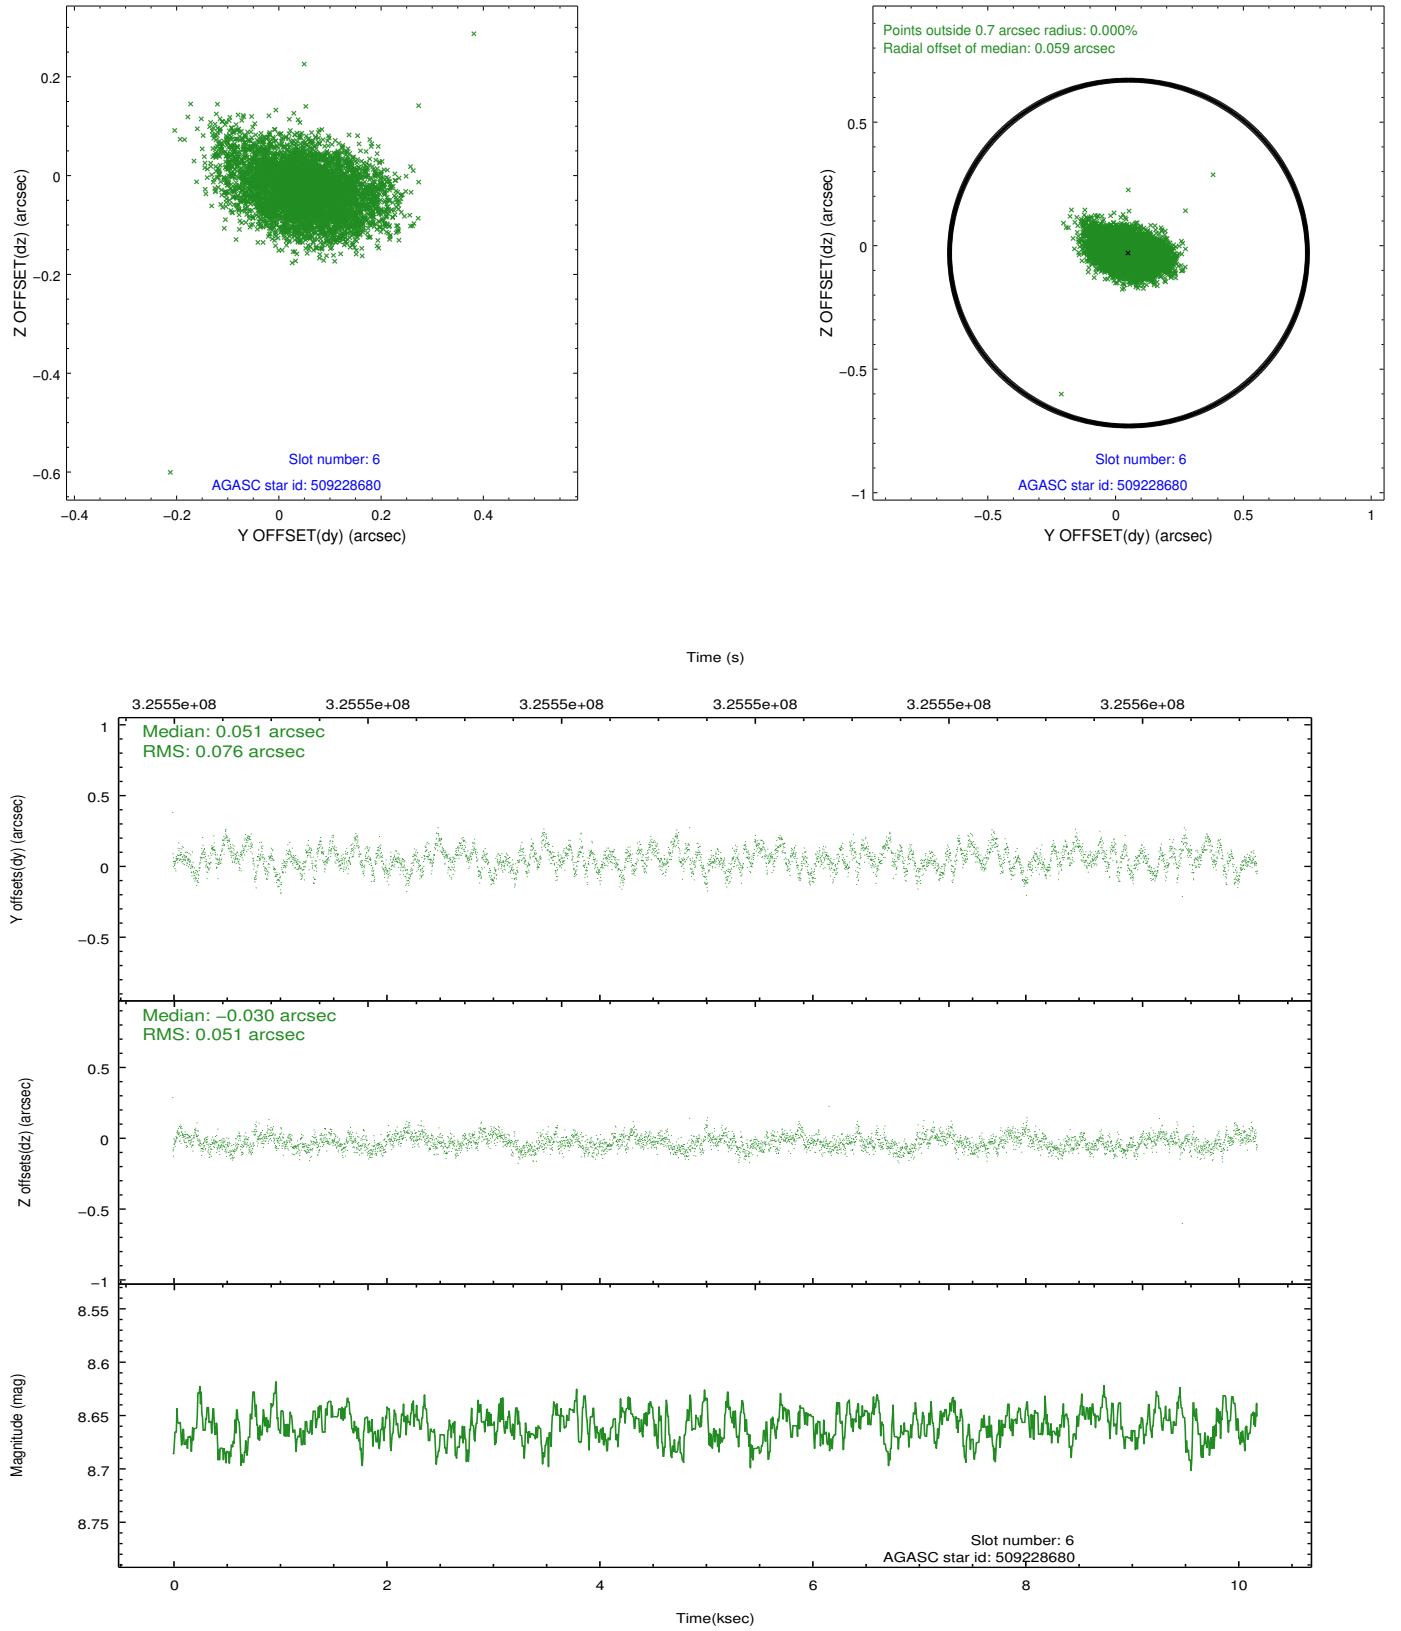 0.2
0
−0.2
−0.4
−0.6
Z OFFSET(dz) (arcsec)
Slot number: 6
AGASC star id: 509228680
−0.4 −0.2 0 0.2 0.4
Y OFFSET(dy) (arcsec)
Points outside 0.7 arcsec radius: 0.000%
Radial offset of median: 0.059 arcsec
0.5
0
−0.5
−1
Z OFFSET(dz) (arcsec)
Slot number: 6
AGASC star id: 509228680
−0.5 0 0.5 1
Y OFFSET(dy) (arcsec)
Time (s)
3.2555e+08 3.2555e+08 3.2555e+08 3.2555e+08 3.2555e+08 3.2556e+08
Median: 0.051 arcsec
RMS: 0.076 arcsec
1
0.5
0
−0.5
Y offsets(dy) (arcsec)
Median: −0.030 arcsec
RMS: 0.051 arcsec
0.5
0
−0.5
−1
Z offsets(dz) (arcsec)
8.55
8.6
8.65
8.7
8.75
Magnitude (mag)
Slot number: 6
AGASC star id: 509228680
0 2 4 6 8 10
Time(ksec)